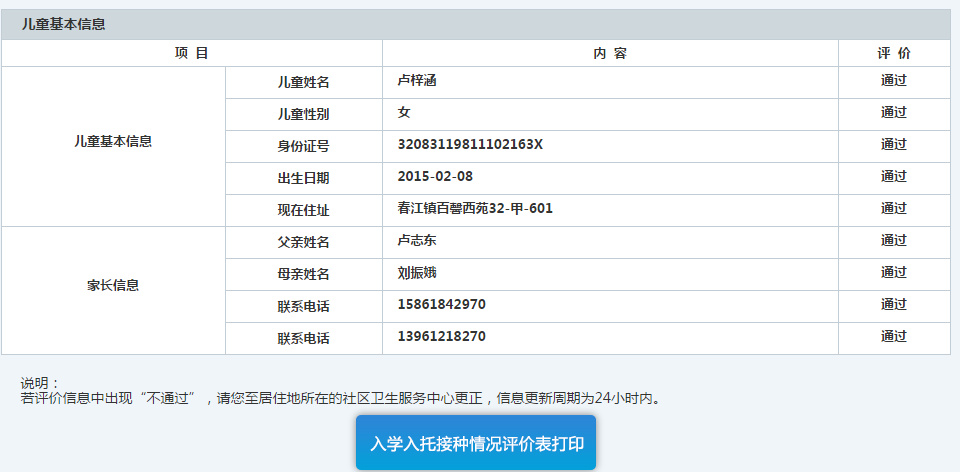 儿童基本信息
项 目 内 容 评 价
儿童基本信息
儿童姓名 卢梓涵 通过
儿童性别 女 通过
身份证号 32083119811102163X 通过
出生日期 2015-02-08 通过
现在住址 春江镇百馨西苑32-甲-601 通过
家长信息
父亲姓名 卢志东 通过
母亲姓名 刘振娥 通过
联系电话 15861842970 通过
联系电话 13961218270 通过
说明：
若评价信息中出现“不通过”，请您至居住地所在的社区卫生服务中心更正，信息更新周期为24小时内。
入学入托接种情况评价表打印